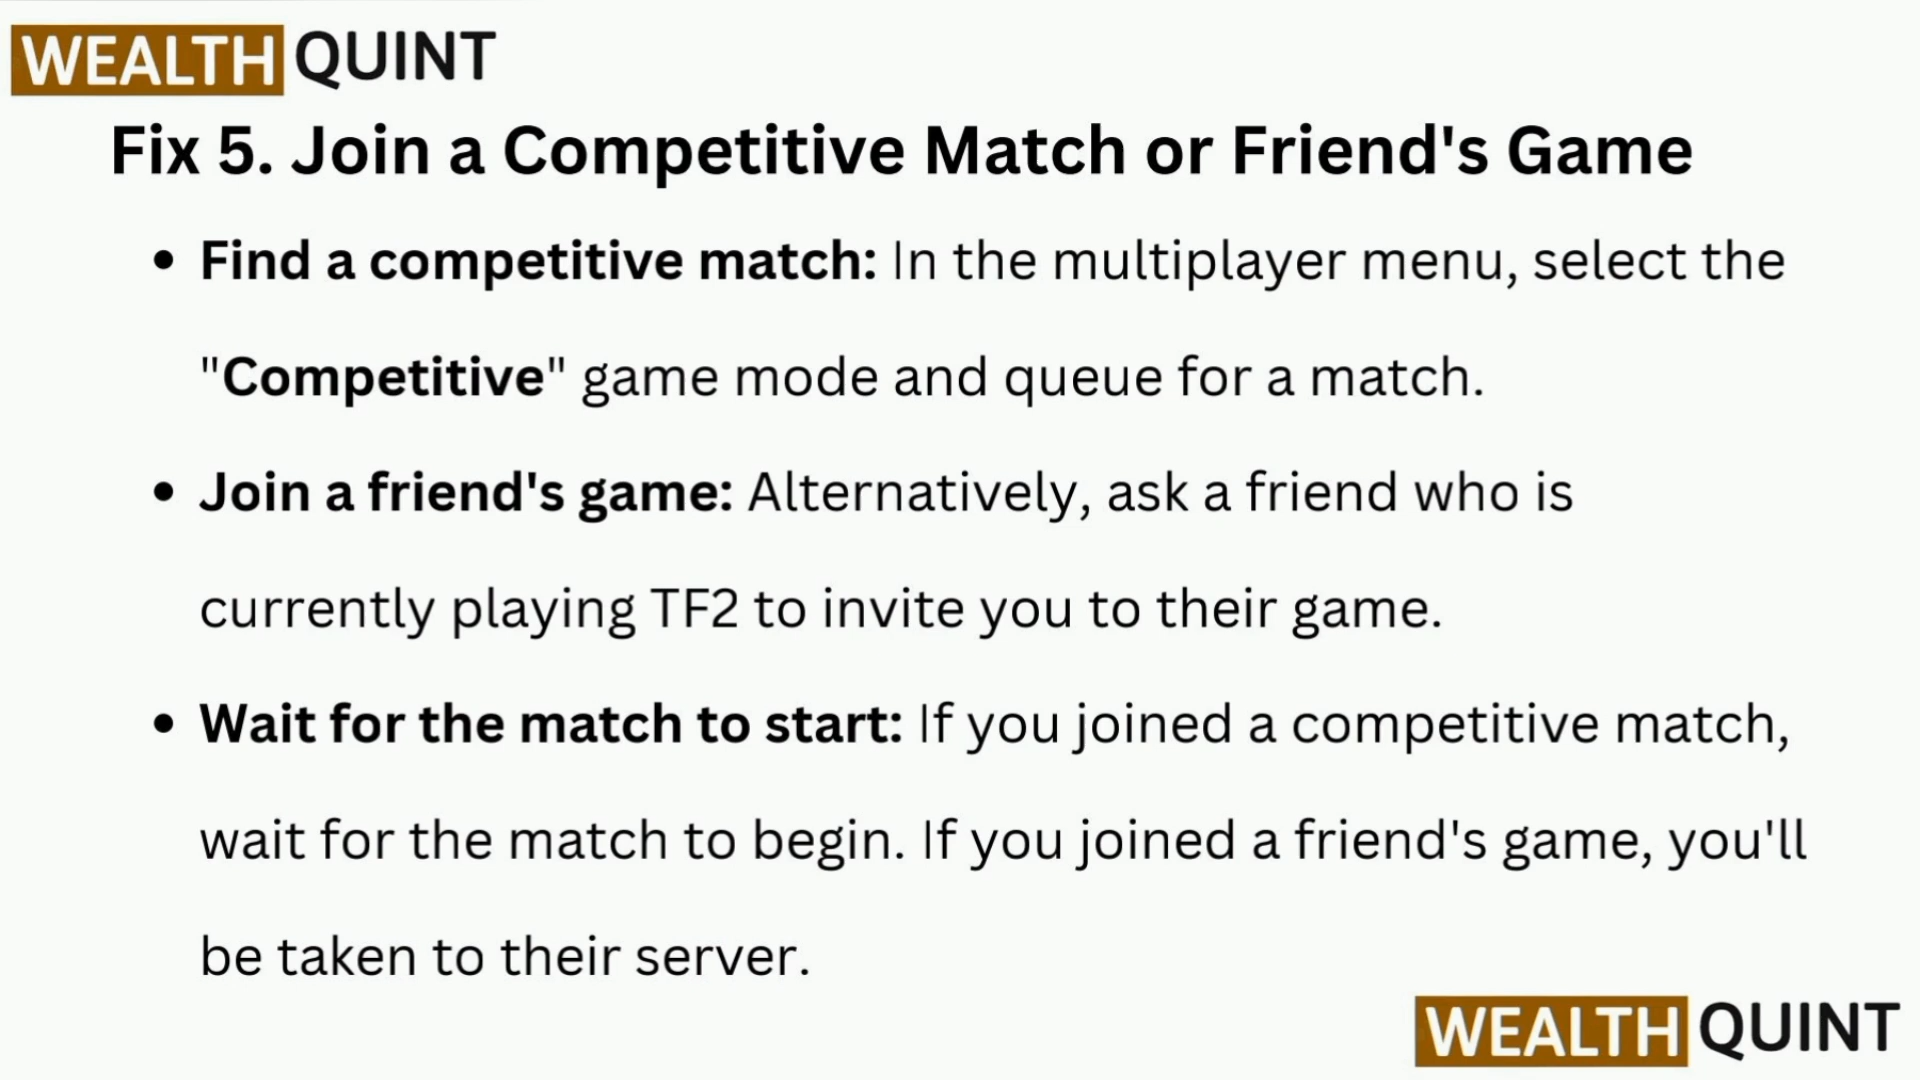 WEALTH QUINT
Fix 5. Join a Competitive Match or Friend's Game
• Find a competitive match: In the multiplayer menu, select the
"Competitive" game mode and queue for a match.
• Join a friend's game: Alternatively, ask a friend who is
currently playing TF2 to invite you to their game.
• Wait for the match to start: If you joined a competitive match,
wait for the match to begin. If you joined a friend's game, you'll
be taken to their server.
WEALTH QUINT